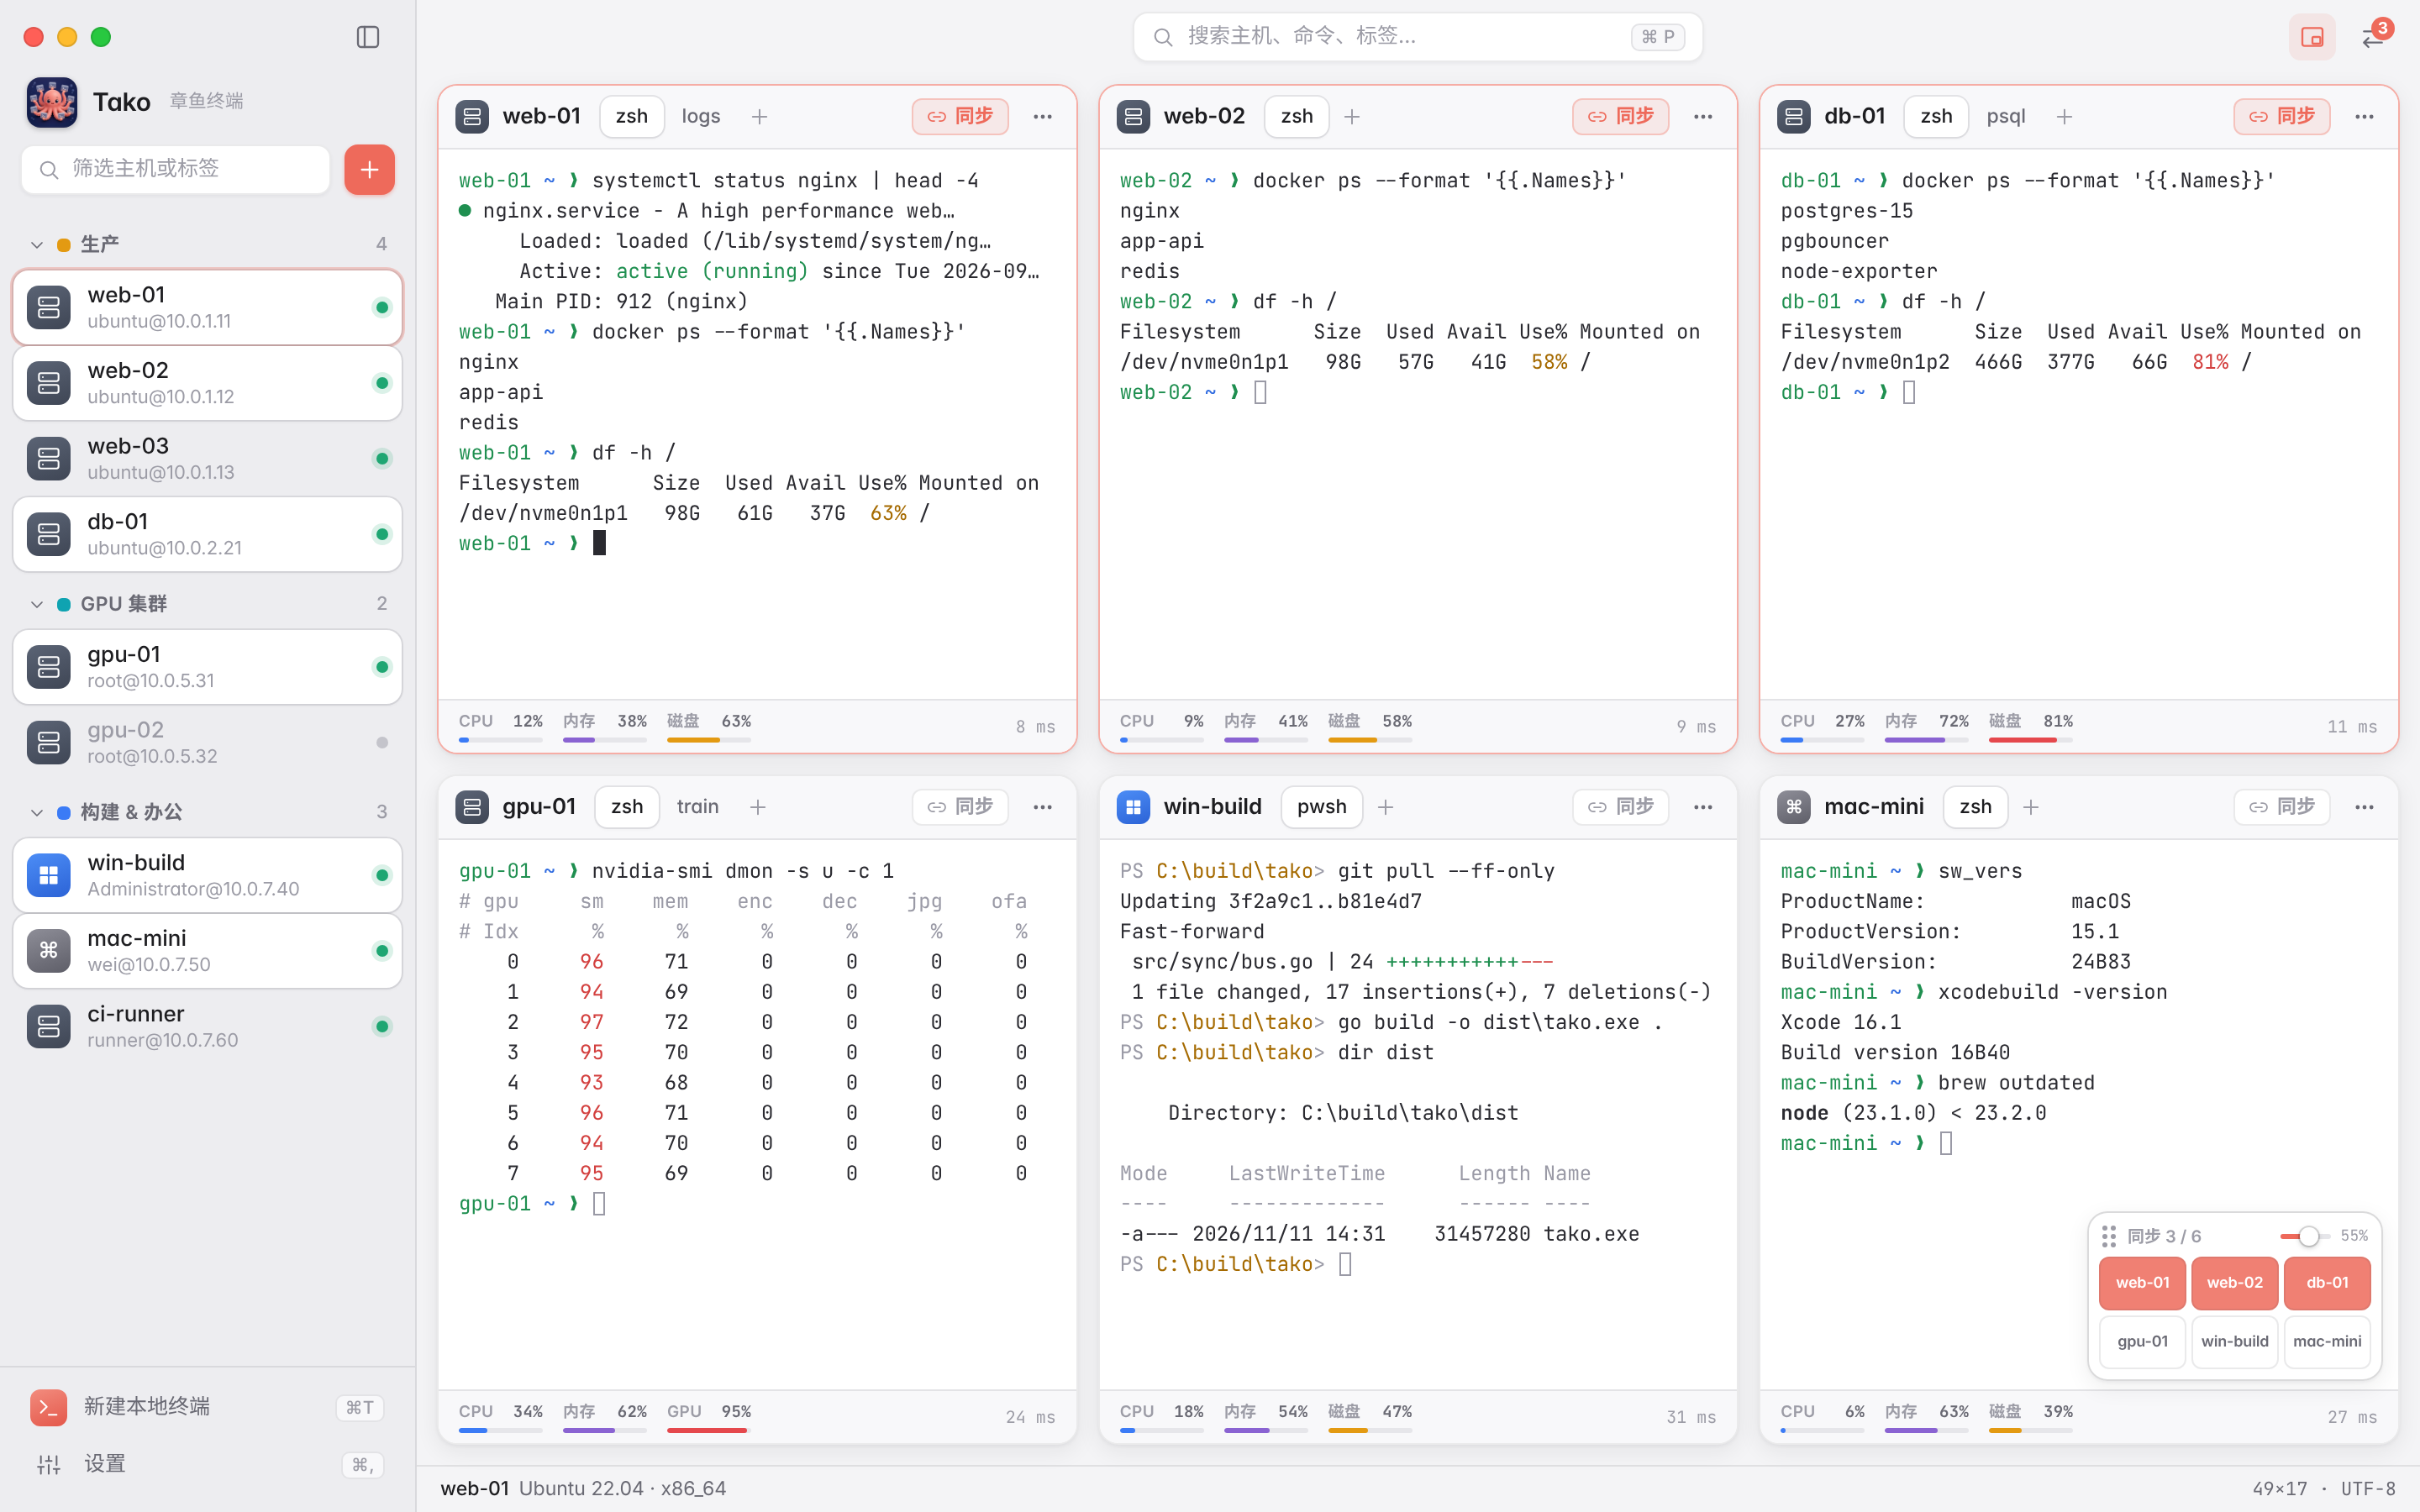 Tako 章鱼终端
筛选主机或标签
生产 4
web-01
ubuntu@10.0.1.11
web-02
ubuntu@10.0.1.12
web-03
ubuntu@10.0.1.13
db-01
ubuntu@10.0.2.21
GPU 集群 2
gpu-01
root@10.0.5.31
gpu-02
root@10.0.5.32
构建 & 办公 3
win-build
Administrator@10.0.7.40
mac-mini
wei@10.0.7.50
ci-runner
runner@10.0.7.60
新建本地终端 ⌘T
设置 ⌘,
搜索主机、命令、标签... ⌘ P
3
web-01 zsh logs + 同步
web-01 ~ ❯ systemctl status nginx | head -4
● nginx.service - A high performance web…
Loaded: loaded (/lib/systemd/system/ng…
Active: active (running) since Tue 2026-09…
Main PID: 912 (nginx)
web-01 ~ ❯ docker ps --format '{{.Names}}'
nginx
app-api
redis
web-01 ~ ❯ df -h /
Filesystem Size Used Avail Use% Mounted on
/dev/nvme0n1p1 98G 61G 37G 63% /
web-01 ~ ❯
CPU 12% 内存 38% 磁盘 63% 8 ms
web-02 zsh + 同步
web-02 ~ ❯ docker ps --format '{{.Names}}'
nginx
app-api
redis
web-02 ~ ❯ df -h /
Filesystem Size Used Avail Use% Mounted on
/dev/nvme0n1p1 98G 57G 41G 58% /
web-02 ~ ❯
CPU 9% 内存 41% 磁盘 58% 9 ms
db-01 zsh psql + 同步
db-01 ~ ❯ docker ps --format '{{.Names}}'
postgres-15
pgbouncer
node-exporter
db-01 ~ ❯ df -h /
Filesystem Size Used Avail Use% Mounted on
/dev/nvme0n1p2 466G 377G 66G 81% /
db-01 ~ ❯
CPU 27% 内存 72% 磁盘 81% 11 ms
gpu-01 zsh train + 同步
gpu-01 ~ ❯ nvidia-smi dmon -s u -c 1
# gpu sm mem enc dec jpg ofa
# Idx % % % % % %
0 96 71 0 0 0 0
1 94 69 0 0 0 0
2 97 72 0 0 0 0
3 95 70 0 0 0 0
4 93 68 0 0 0 0
5 96 71 0 0 0 0
6 94 70 0 0 0 0
7 95 69 0 0 0 0
gpu-01 ~ ❯
CPU 34% 内存 62% GPU 95% 24 ms
win-build pwsh + 同步
PS C:\build\tako> git pull --ff-only
Updating 3f2a9c1..b81e4d7
Fast-forward
src/sync/bus.go | 24 +++++++++++---
1 file changed, 17 insertions(+), 7 deletions(-)
PS C:\build\tako> go build -o dist\tako.exe .
PS C:\build\tako> dir dist
Directory: C:\build\tako\dist
Mode LastWriteTime Length Name
---- ------------- ------ ----
-a--- 2026/11/11 14:31 31457280 tako.exe
PS C:\build\tako>
CPU 18% 内存 54% 磁盘 47% 31 ms
mac-mini zsh + 同步
mac-mini ~ ❯ sw_vers
ProductName: macOS
ProductVersion: 15.1
BuildVersion: 24B83
mac-mini ~ ❯ xcodebuild -version
Xcode 16.1
Build version 16B40
mac-mini ~ ❯ brew outdated
node (23.1.0) < 23.2.0
mac-mini ~ ❯
同步 3 / 6 55%
web-01 web-02 db-01
gpu-01 win-build mac-mini
CPU 6% 内存 63% 磁盘 39% 27 ms
web-01 Ubuntu 22.04 · x86_64
49×17 · UTF-8